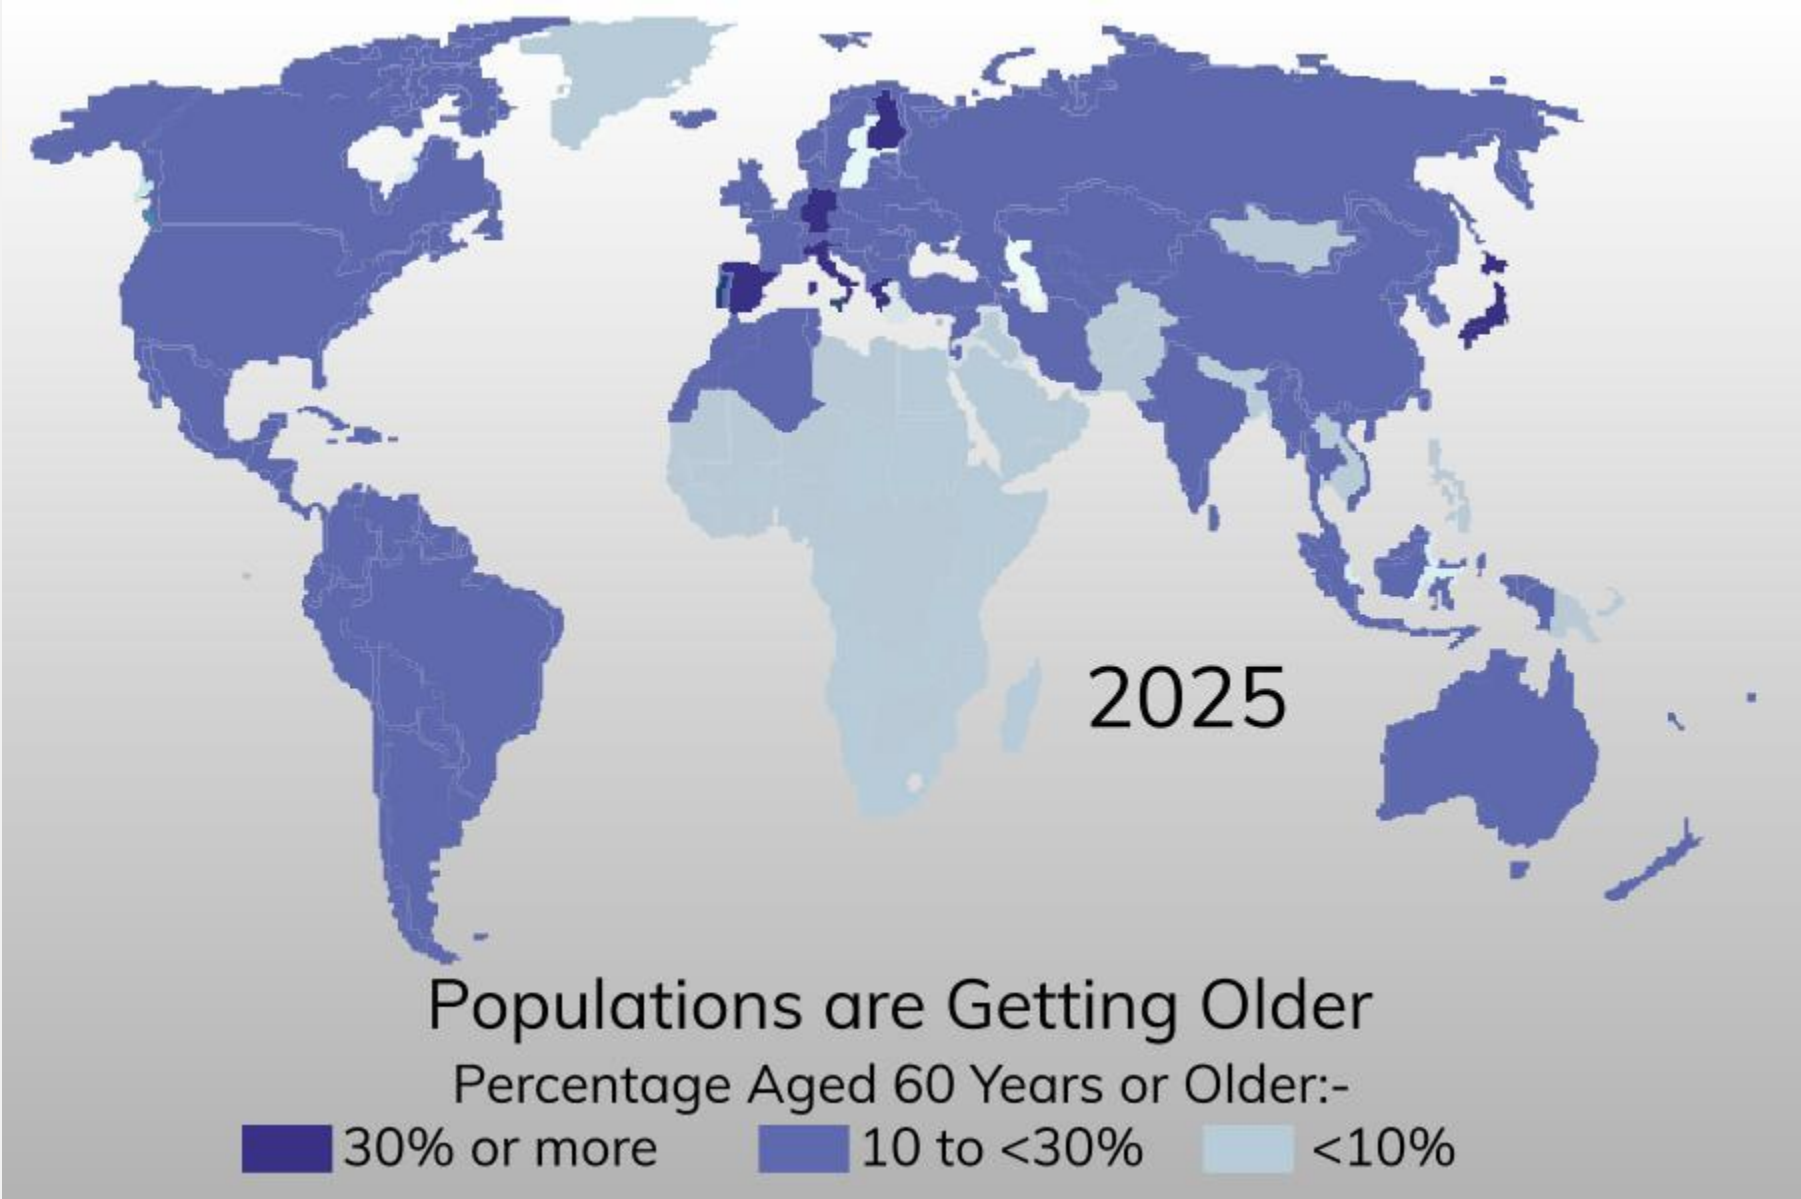 2025
Populations are Getting Older
Percentage Aged 60 Years or Older:-
30% or more 10 to <30% <10%